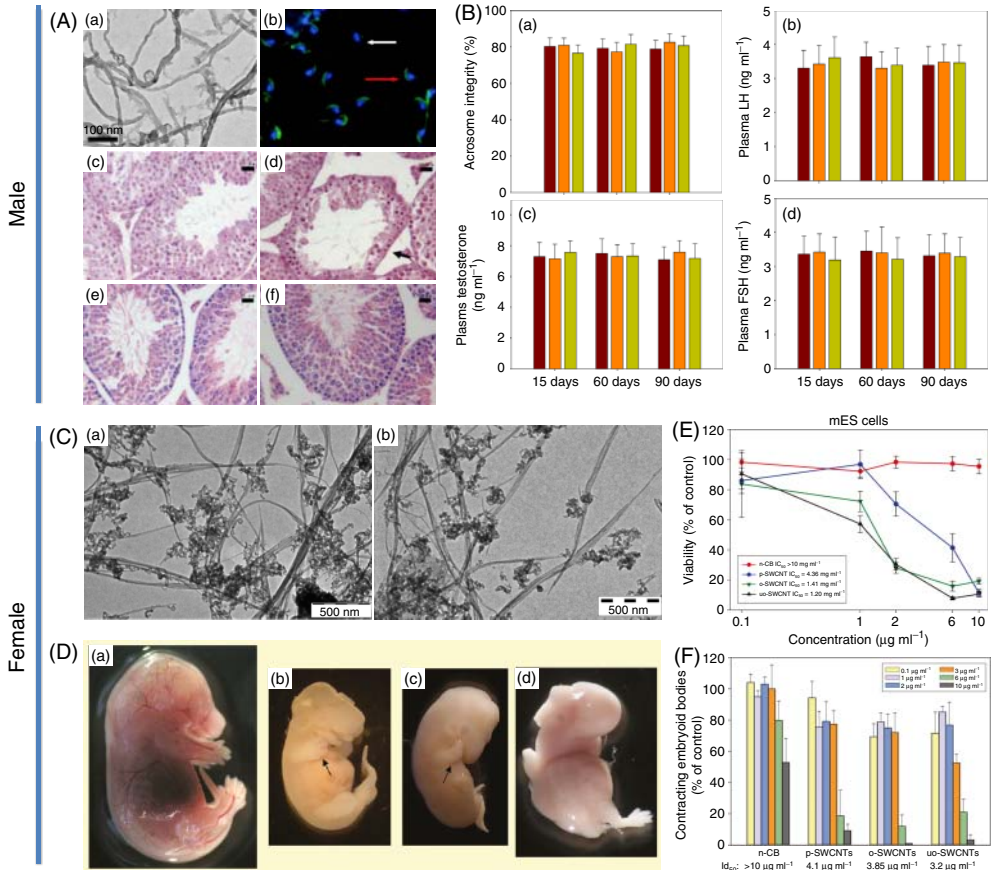 Male
(A)
(a)
100 nm
(b)
(c)
(d)
(e)
(f)
(B)
(a)
Acrosome integrity (%)
100
80
60
40
20
0
(b)
Plasma LH (ng ml−1)
5
4
3
2
1
0
(c)
Plasms testosterone
(ng ml−1)
8
6
4
2
0
15 days
60 days
90 days
(d)
Plasma FSH (ng ml−1)
5
4
3
2
1
0
15 days
60 days
90 days
Female
(C)
(a)
500 nm
(b)
500 nm
(D)
(a)
(b)
(c)
(d)
(E)
mES cells
Viability (% of control)
120
100
80
60
40
20
0
n-CB IC50 >10 mg ml−1
p-SWCNT IC50 = 4.36 mg ml−1
o-SWCNT IC50 = 1.41 mg ml−1
uo-SWCNT IC50 = 1.20 mg ml−1
0.1
1
2
6
10
Concentration (µg ml−1)
(F)
Contracting embryoid bodies
(% of control)
120
100
80
60
40
20
0
0.1 µg ml−1
1 µg ml−1
2 µg ml−1
3 µg ml−1
6 µg ml−1
10 µg ml−1
n-CB
p-SWCNTs
o-SWCNTs
uo-SWCNTs
Id50: >10 µg ml−1
4.1 µg ml−1
3.85 µg ml−1
3.2 µg ml−1